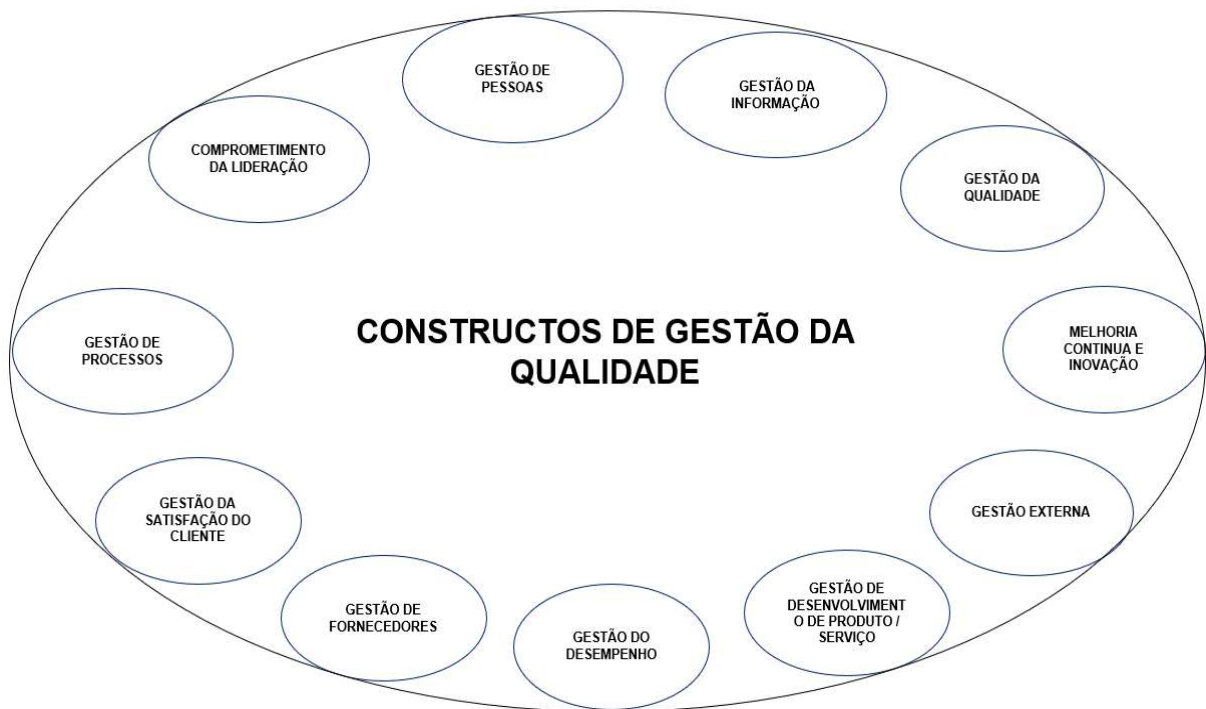 GESTÃO DE
PESSOAS
GESTÃO DA
INFORMAÇÃO
COMPROMETIMENTO
DA LIDERAÇÃO
GESTÃO DA
QUALIDADE
CONSTRUCTOS DE GESTÃO DA
QUALIDADE
GESTÃO DE
PROCESSOS
MELHORIA
CONTINUA E
INOVAÇÃO
GESTÃO DA
SATISFAÇÃO DO
CLIENTE
GESTÃO EXTERNA
GESTÃO DE
FORNECEDORES
GESTÃO DO
DESEMPENHO
GESTÃO DE
DESENVOLVIMENT
O DE PRODUTO /
SERVIÇO